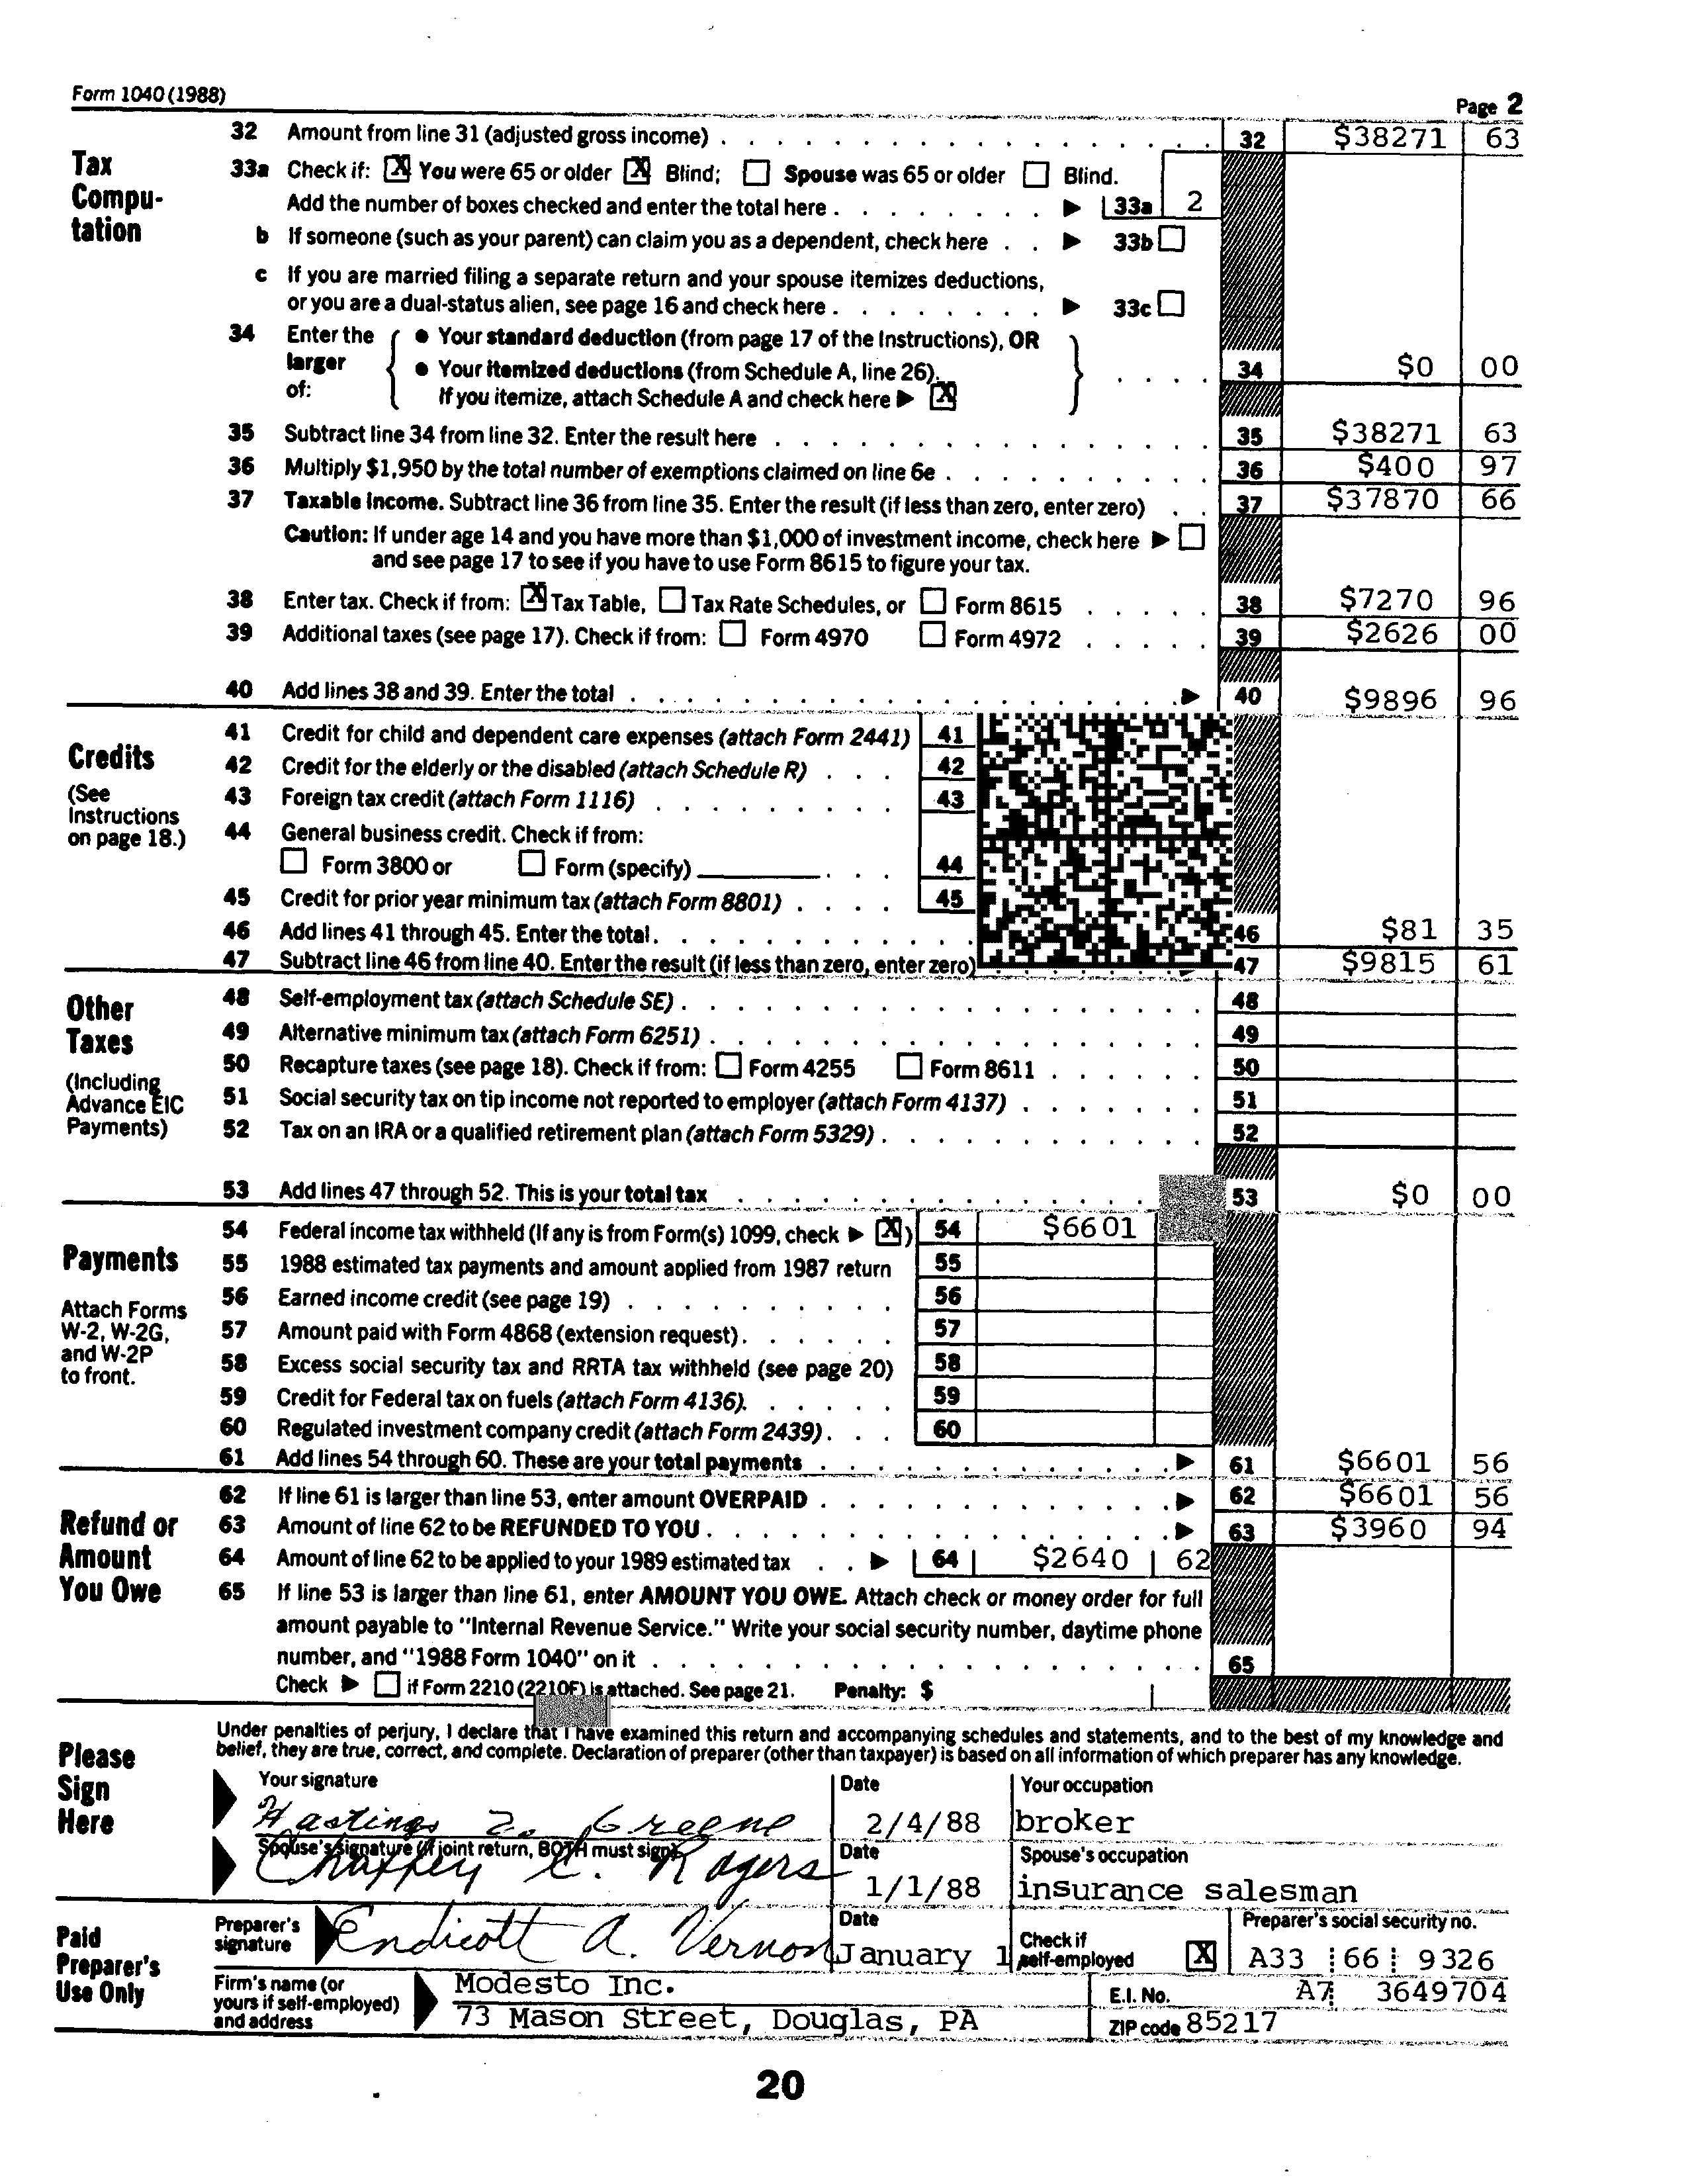 Form 1040 (1988)
Page 2
Tax Compu-tation
32 Amount from line 31 (adjusted gross income) 32 $38271 63
33a Check if: [X] You were 65 or older [X] Blind; [ ] Spouse was 65 or older [ ] Blind.
Add the number of boxes checked and enter the total here 33a 2
b If someone (such as your parent) can claim you as a dependent, check here 33b
c If you are married filing a separate return and your spouse itemizes deductions,
or you are a dual-status alien, see page 16 and check here 33c
34 Enter the larger of:
● Your standard deduction (from page 17 of the Instructions), OR
● Your itemized deductions (from Schedule A, line 26). 34 $0 00
If you itemize, attach Schedule A and check here ▶ [X]
35 Subtract line 34 from line 32. Enter the result here 35 $38271 63
36 Multiply $1,950 by the total number of exemptions claimed on line 6e 36 $400 97
37 Taxable income. Subtract line 36 from line 35. Enter the result (if less than zero, enter zero) 37 $37870 66
Caution: If under age 14 and you have more than $1,000 of investment income, check here ▶
and see page 17 to see if you have to use Form 8615 to figure your tax.
38 Enter tax. Check if from: [X] Tax Table, [ ] Tax Rate Schedules, or [ ] Form 8615 38 $7270 96
39 Additional taxes (see page 17). Check if from: [ ] Form 4970 [ ] Form 4972 39 $2626 00
40 Add lines 38 and 39. Enter the total 40 $9896 96
Credits
(See Instructions on page 18.)
41 Credit for child and dependent care expenses (attach Form 2441) 41
42 Credit for the elderly or the disabled (attach Schedule R) 42
43 Foreign tax credit (attach Form 1116) 43
44 General business credit. Check if from:
[ ] Form 3800 or [ ] Form (specify) 44
45 Credit for prior year minimum tax (attach Form 8801) 45
46 Add lines 41 through 45. Enter the total. 46 $81 35
47 Subtract line 46 from line 40. Enter the result (if less than zero, enter zero) 47 $9815 61
Other Taxes
(Including Advance EIC Payments)
48 Self-employment tax (attach Schedule SE) 48
49 Alternative minimum tax (attach Form 6251) 49
50 Recapture taxes (see page 18). Check if from: [ ] Form 4255 [ ] Form 8611 50
51 Social security tax on tip income not reported to employer (attach Form 4137) 51
52 Tax on an IRA or a qualified retirement plan (attach Form 5329) 52
53 Add lines 47 through 52. This is your total tax 53 $0 00
Payments
Attach Forms W-2, W-2G, and W-2P to front.
54 Federal income tax withheld (If any is from Form(s) 1099, check ▶ [X]) 54 $6601
55 1988 estimated tax payments and amount applied from 1987 return 55
56 Earned income credit (see page 19) 56
57 Amount paid with Form 4868 (extension request) 57
58 Excess social security tax and RRTA tax withheld (see page 20) 58
59 Credit for Federal tax on fuels (attach Form 4136) 59
60 Regulated investment company credit (attach Form 2439) 60
61 Add lines 54 through 60. These are your total payments 61 $6601 56
Refund or Amount You Owe
62 If line 61 is larger than line 53, enter amount OVERPAID 62 $6601 56
63 Amount of line 62 to be REFUNDED TO YOU 63 $3960 94
64 Amount of line 62 to be applied to your 1989 estimated tax 64 $2640 62
65 If line 53 is larger than line 61, enter AMOUNT YOU OWE. Attach check or money order for full
amount payable to "Internal Revenue Service." Write your social security number, daytime phone
number, and "1988 Form 1040" on it 65
Check ▶ [ ] if Form 2210 (2210F) is attached. See page 21. Penalty: $
Please Sign Here
Under penalties of perjury, I declare that I have examined this return and accompanying schedules and statements, and to the best of my knowledge and
belief, they are true, correct, and complete. Declaration of preparer (other than taxpayer) is based on all information of which preparer has any knowledge.
Your signature Date Your occupation
Hastings Z. Greene 2/4/88 broker
Spouse's signature (if joint return, BOTH must sign) Date Spouse's occupation
Chaffey C. Rogers 1/1/88 insurance salesman
Paid Preparer's Use Only
Preparer's signature Endicott A. Vernon Date January 1 Check if self-employed [X] Preparer's social security no. A33 66 9326
Firm's name (or yours if self-employed) and address
Modesto Inc. E.I. No. A7 3649704
73 Mason Street, Douglas, PA ZIP code 85217
20